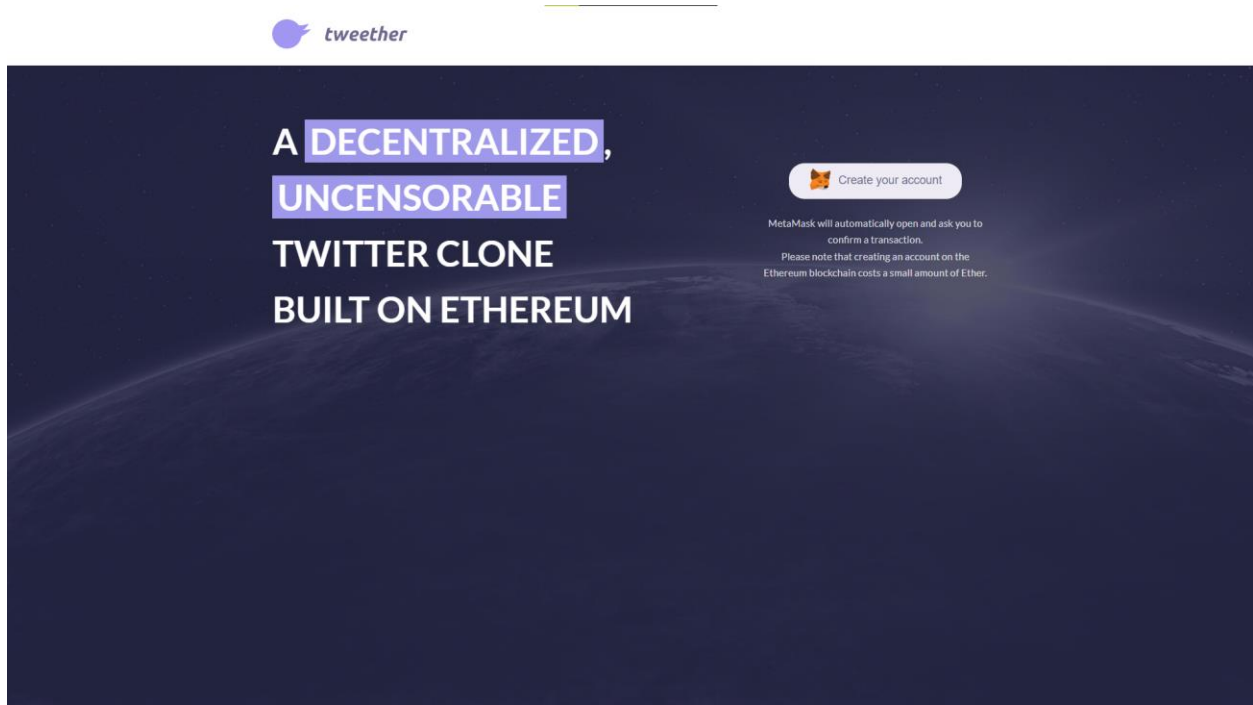 tweether
A DECENTRALIZED,
UNCENSORABLE
TWITTER CLONE
BUILT ON ETHEREUM
Create your account
MetaMask will automatically open and ask you to
confirm a transaction.
Please note that creating an account on the
Ethereum blockchain costs a small amount of Ether.